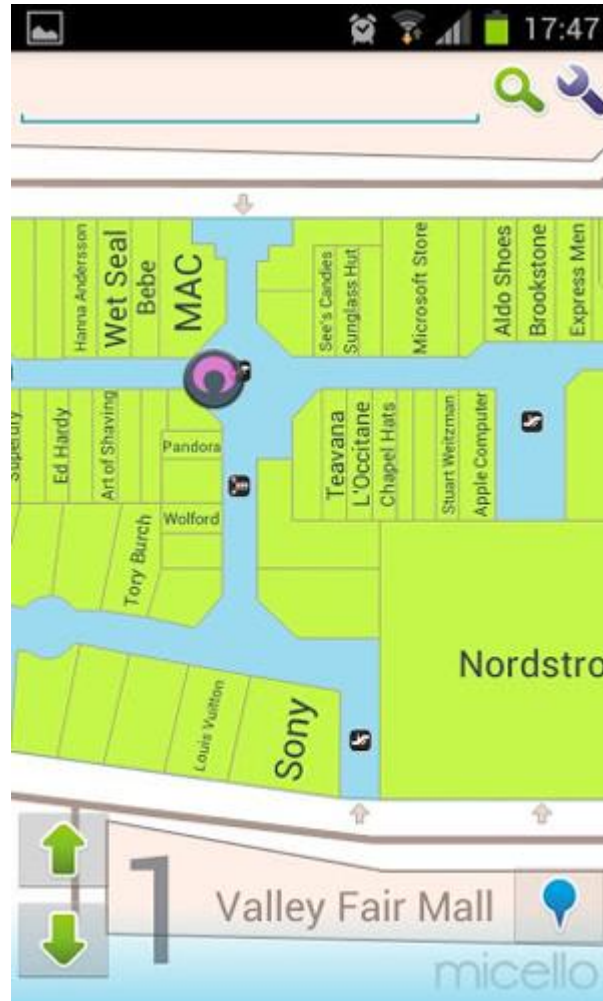 17:47
Hanna Andersson
Wet Seal
Bebe
MAC
See's Candies
Sunglass Hut
Microsoft Store
Aldo Shoes
Brookstone
Express Men
Superdry
Ed Hardy
Art of Shaving
Pandora
Wolford
Tory Burch
Teavana
L'Occitane
Chapel Hats
Stuart Weitzman
Apple Computer
Nordstro
Louis Vuitton
Sony
1
Valley Fair Mall
micello